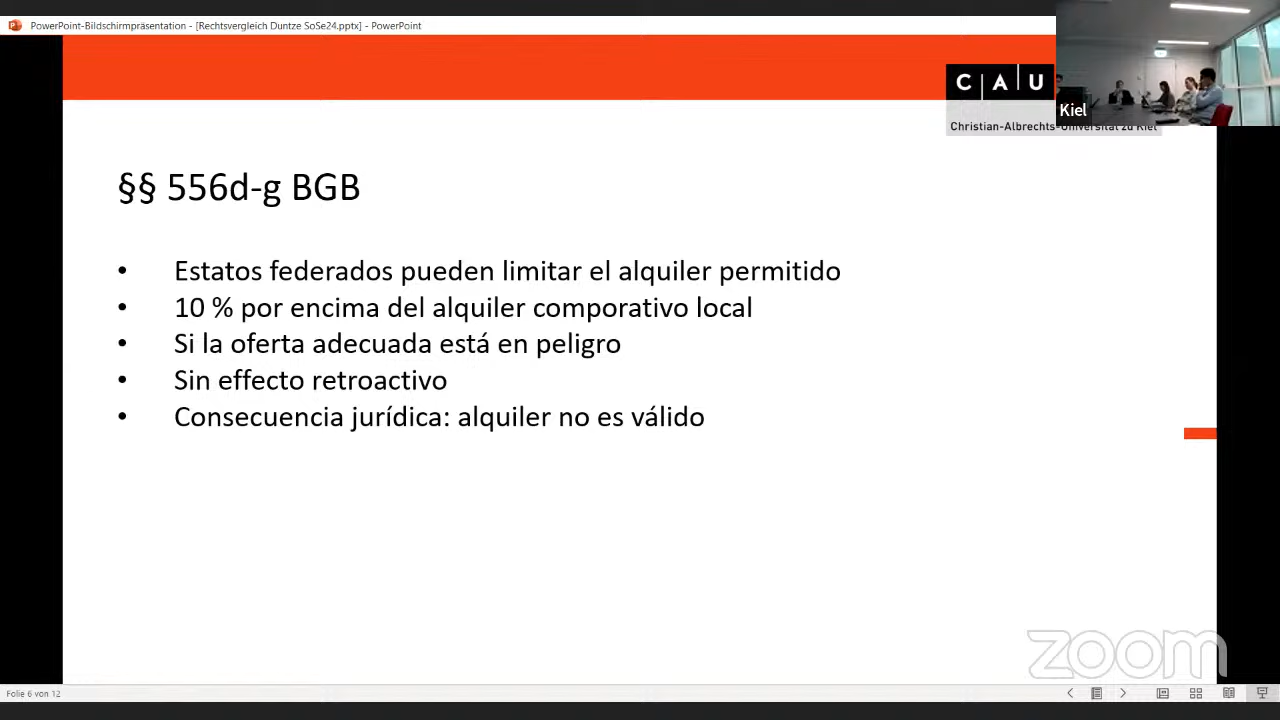 PowerPoint-Bildschirmpräsentation - [Rechtsvergleich Duntze SoSe24.pptx] - PowerPoint
C A U
Kiel
Christian-Albrechts-Universität zu Kiel
§§ 556d-g BGB
• Estatos federados pueden limitar el alquiler permitido
• 10 % por encima del alquiler comporativo local
• Si la oferta adecuada está en peligro
• Sin effecto retroactivo
• Consecuencia jurídica: alquiler no es válido
zoom
Folie 6 von 12